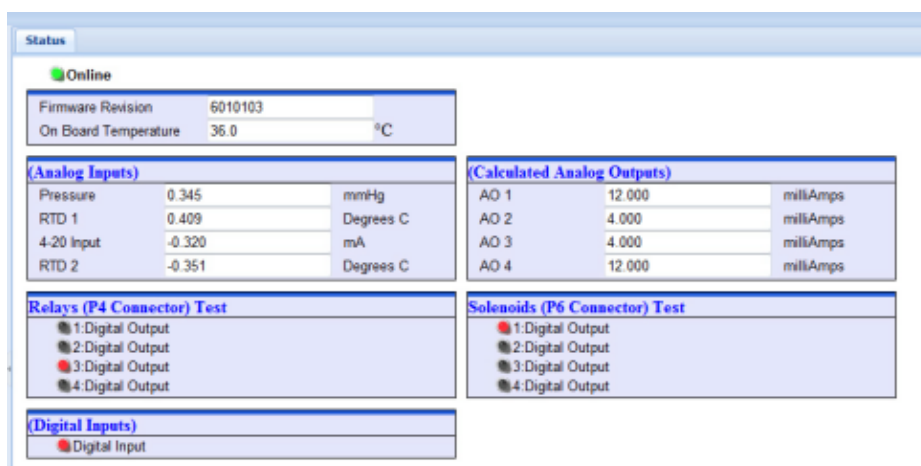 Status
Online
Firmware Revision 6010103
On Board Temperature 36.0 °C
(Analog Inputs)
Pressure 0.345 mmHg
RTD 1 0.409 Degrees C
4-20 Input -0.320 mA
RTD 2 -0.351 Degrees C
(Calculated Analog Outputs)
AO 1 12.000 milliAmps
AO 2 4.000 milliAmps
AO 3 4.000 milliAmps
AO 4 12.000 milliAmps
Relays (P4 Connector) Test
1:Digital Output
2:Digital Output
3:Digital Output
4:Digital Output
Solenoids (P6 Connector) Test
1:Digital Output
2:Digital Output
3:Digital Output
4:Digital Output
(Digital Inputs)
Digital Input